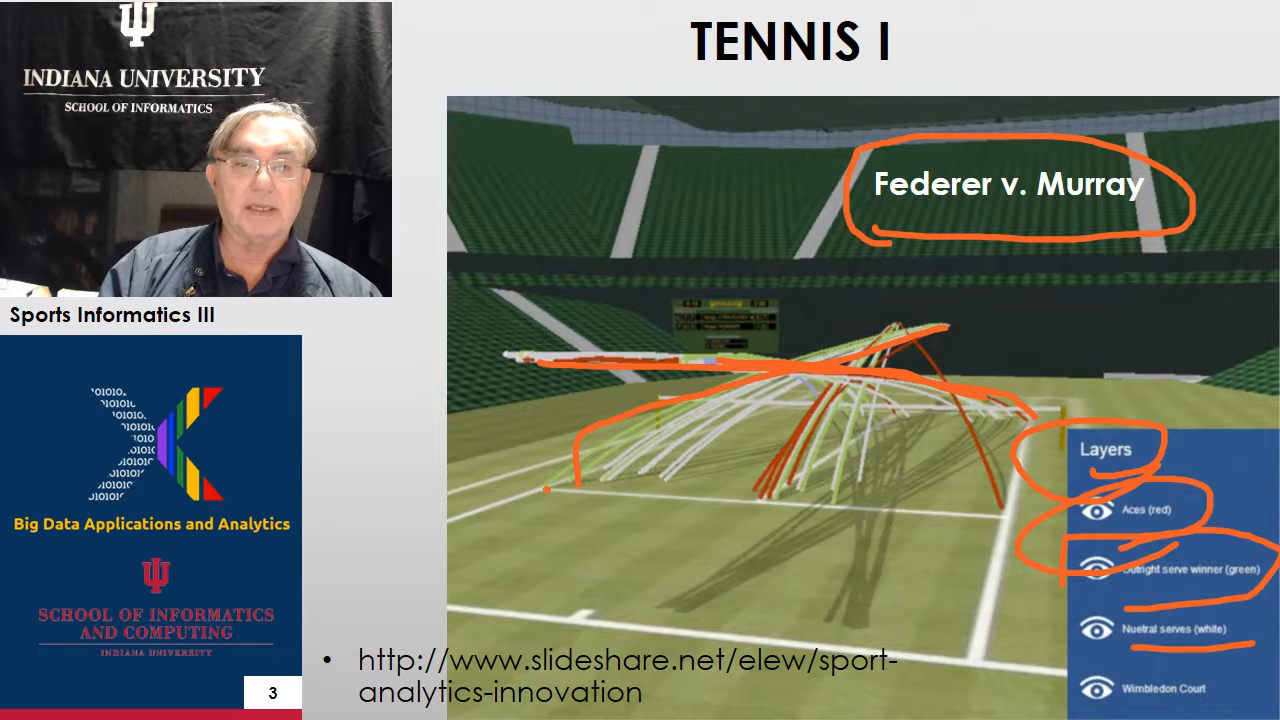 TENNIS I
INDIANA UNIVERSITY
SCHOOL OF INFORMATICS
Federer v. Murray
Sports Informatics III
Layers
Aces (red)
Outright serve winner (green)
Nuetral serves (white)
Wimbledon Court
Big Data Applications and Analytics
SCHOOL OF INFORMATICS
AND COMPUTING
INDIANA UNIVERSITY
3
• http://www.slideshare.net/elew/sport-
analytics-innovation